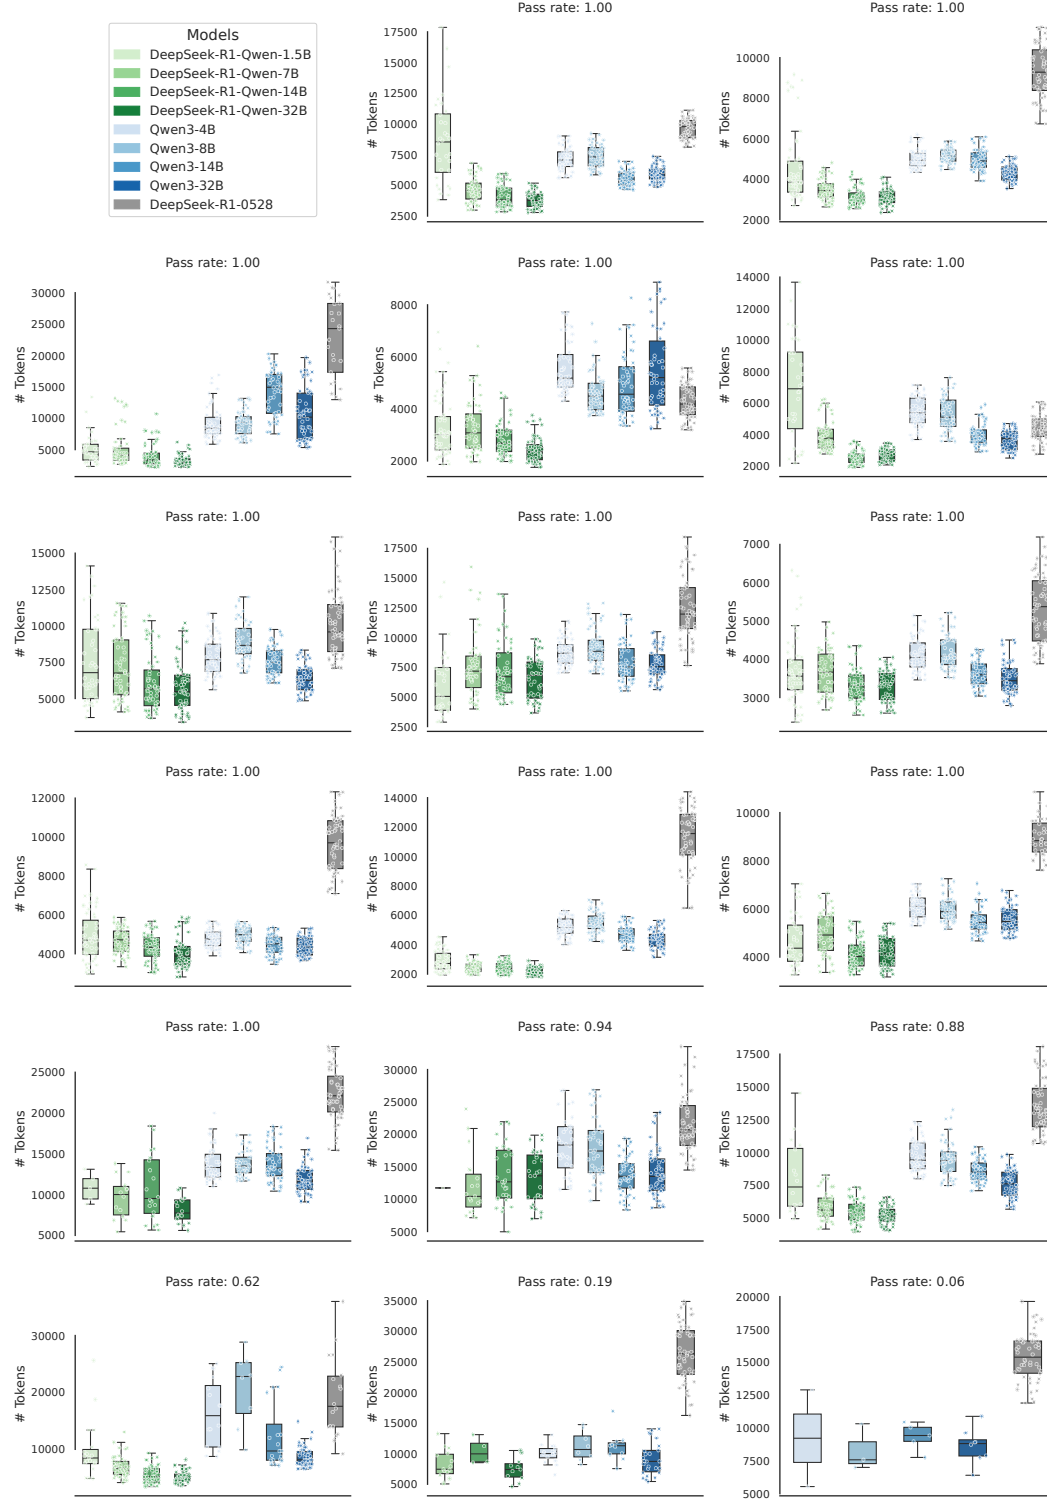 Pass rate: 1.00
Pass rate: 1.00
Models
DeepSeek-R1-Qwen-1.5B
DeepSeek-R1-Qwen-7B
DeepSeek-R1-Qwen-14B
DeepSeek-R1-Qwen-32B
Qwen3-4B
Qwen3-8B
Qwen3-14B
Qwen3-32B
DeepSeek-R1-0528
# Tokens
17500
15000
12500
10000
7500
5000
2500
# Tokens
10000
8000
6000
4000
2000
Pass rate: 1.00
Pass rate: 1.00
Pass rate: 1.00
# Tokens
30000
25000
20000
15000
10000
5000
# Tokens
8000
6000
4000
2000
# Tokens
14000
12000
10000
8000
6000
4000
2000
Pass rate: 1.00
Pass rate: 1.00
Pass rate: 1.00
# Tokens
15000
12500
10000
7500
5000
# Tokens
17500
15000
12500
10000
7500
5000
2500
# Tokens
7000
6000
5000
4000
3000
Pass rate: 1.00
Pass rate: 1.00
Pass rate: 1.00
# Tokens
12000
10000
8000
6000
4000
# Tokens
14000
12000
10000
8000
6000
4000
2000
# Tokens
10000
8000
6000
4000
Pass rate: 1.00
Pass rate: 0.94
Pass rate: 0.88
# Tokens
25000
20000
15000
10000
5000
# Tokens
30000
25000
20000
15000
10000
5000
# Tokens
17500
15000
12500
10000
7500
5000
Pass rate: 0.62
Pass rate: 0.19
Pass rate: 0.06
# Tokens
30000
20000
10000
# Tokens
35000
30000
25000
20000
15000
10000
5000
# Tokens
20000
17500
15000
12500
10000
7500
5000